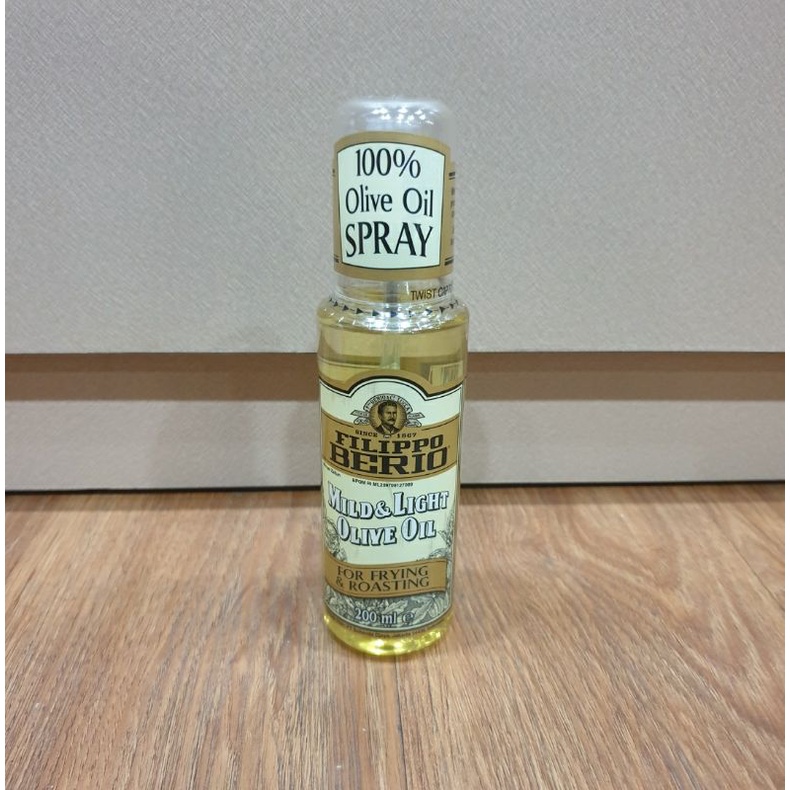 100%
Olive Oil
SPRAY
TWIST CAP
SINCE 1867
FILIPPO
BERIO
MILD & LIGHT
OLIVE OIL
FOR FRYING
& ROASTING
200 ml e